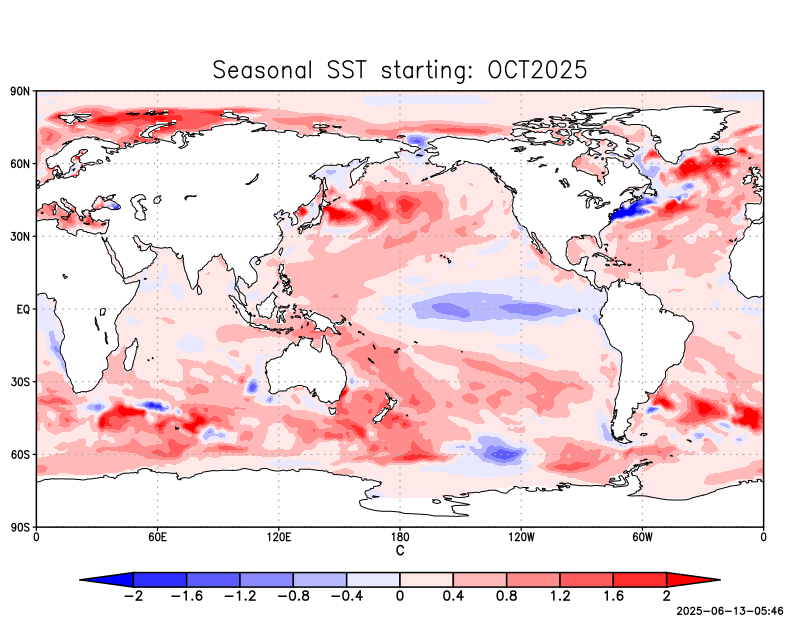 Seasonal SST starting: OCT2025
90N
60N
30N
EQ
30S
60S
90S
0 60E 120E 180 120W 60W 0
C
-2 -1.6 -1.2 -0.8 -0.4 0 0.4 0.8 1.2 1.6 2
2025-06-13-05:46